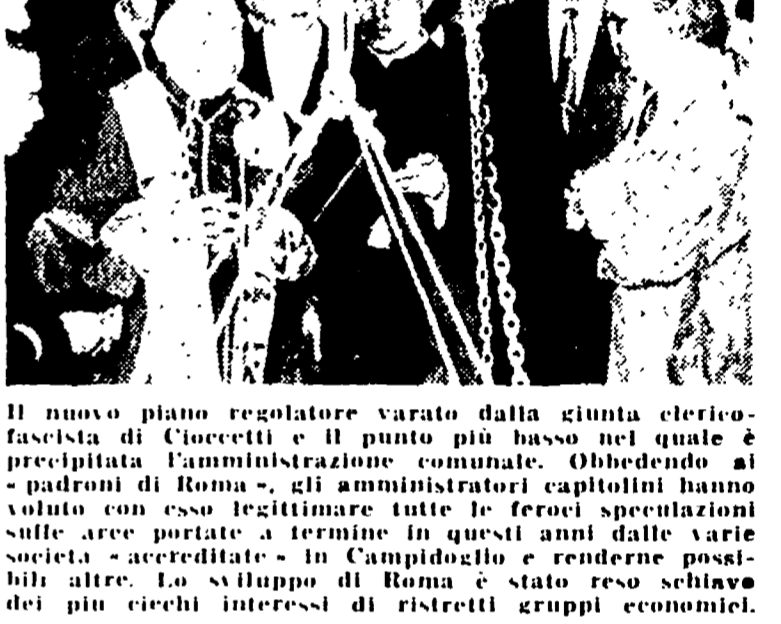 Il nuovo piano regolatore varato dalla giunta clerico-
fascista di Cioccetti e il punto più basso nel quale è
precipitata l'amministrazione comunale. Obbedendo ai
« padroni di Roma », gli amministratori capitolini hanno
voluto con esso legittimare tutte le feroci speculazioni
sulle aree portate a termine in questi anni dalle varie
società « accreditate » in Campidoglio e renderne possi-
bili altre. Lo sviluppo di Roma è stato reso schiavo
dei più ciechi interessi di ristretti gruppi economici.